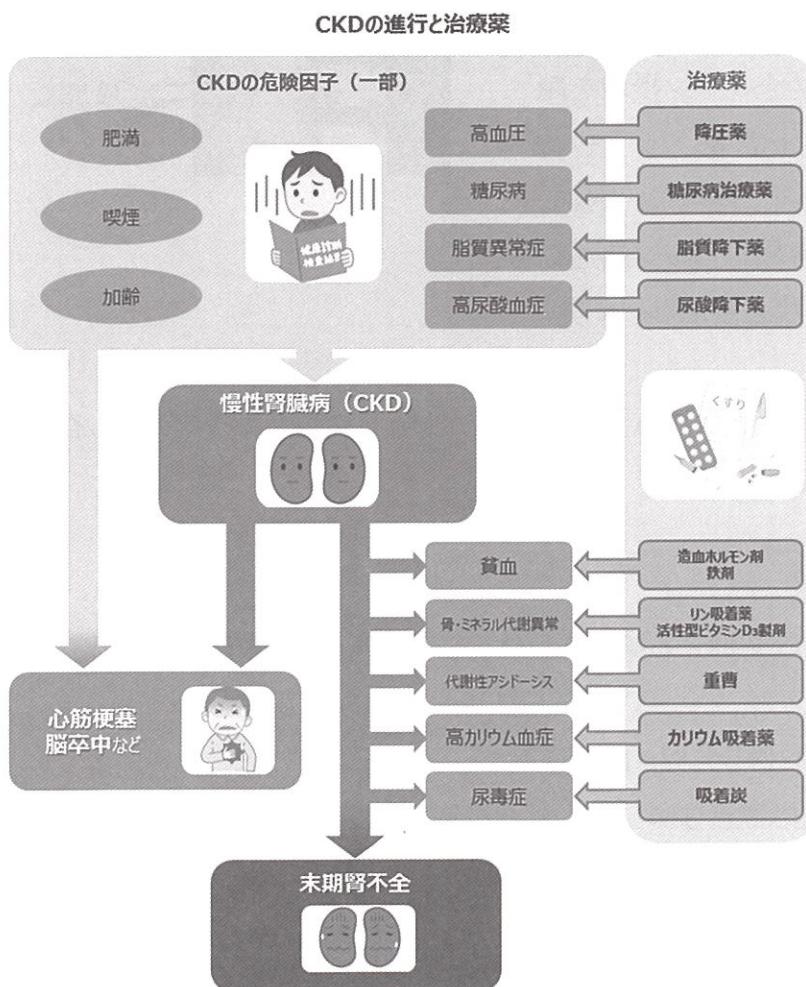 CKDの進行と治療薬
CKDの危険因子（一部）
肥満
喫煙
加齢
健康診断
検査結果
高血圧
糖尿病
脂質異常症
高尿酸血症
治療薬
降圧薬
糖尿病治療薬
脂質降下薬
尿酸降下薬
くすり
慢性腎臓病（CKD）
貧血
骨・ミネラル代謝異常
代謝性アシドーシス
高カリウム血症
尿毒症
造血ホルモン剤
鉄剤
リン吸着薬
活性型ビタミンD3製剤
重曹
カリウム吸着薬
吸着炭
心筋梗塞
脳卒中など
末期腎不全